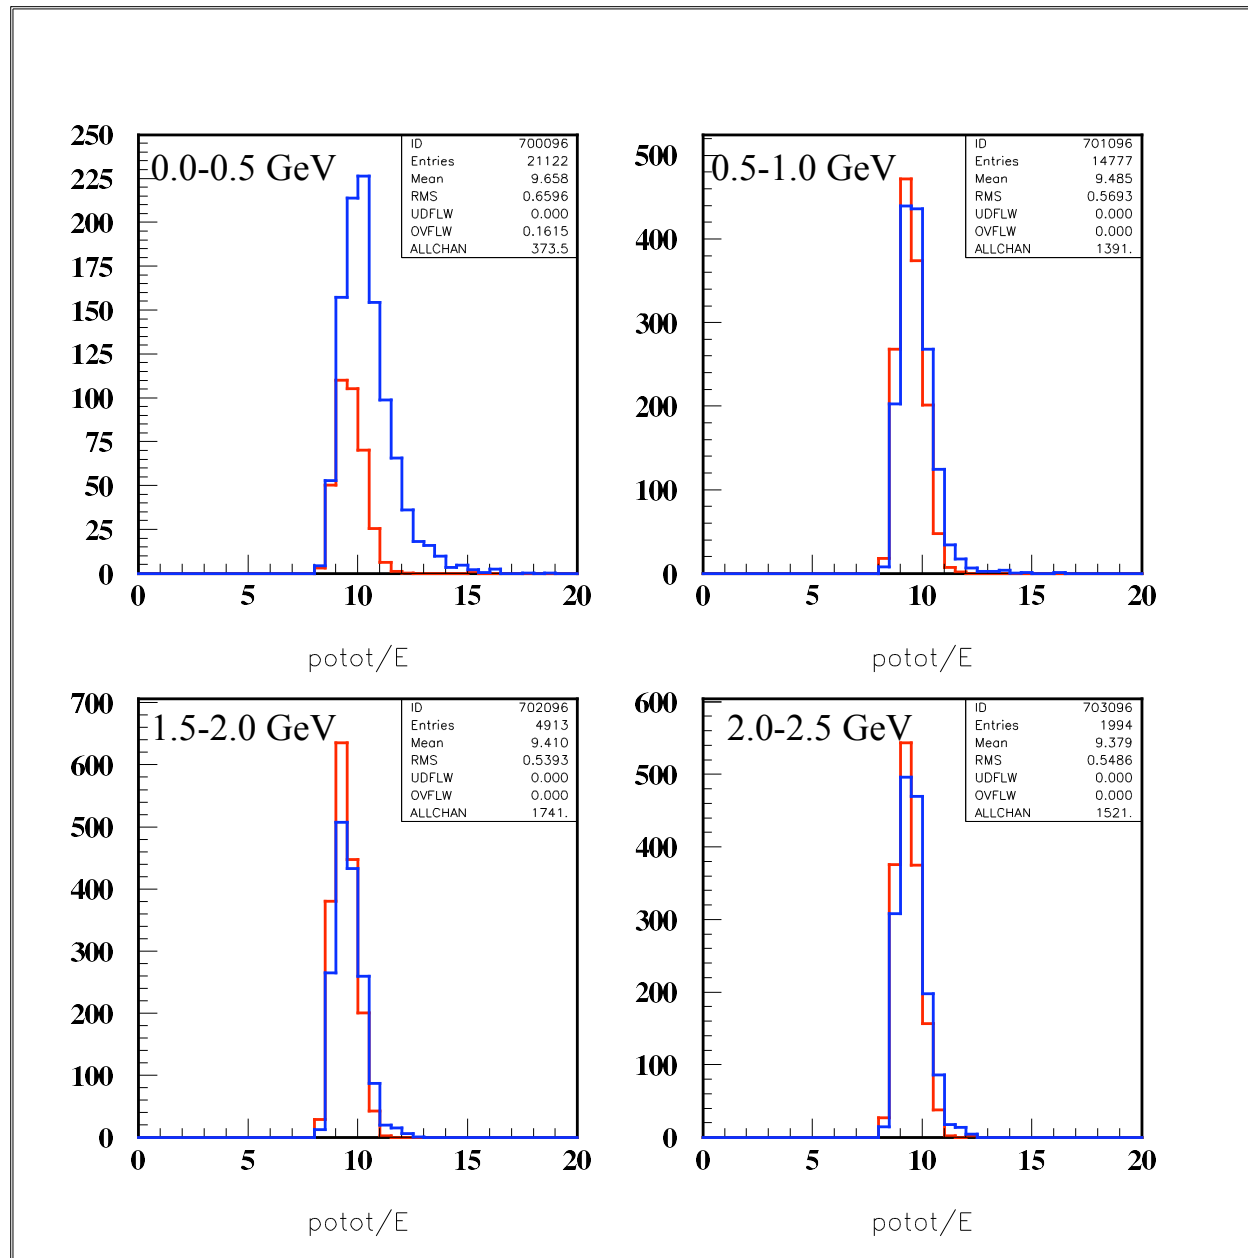 250
225
200
175
150
125
100
75
50
25
0
0.0-0.5 GeV
ID 700096
Entries 21122
Mean 9.658
RMS 0.6596
UDFLW 0.000
OVFLW 0.1615
ALLCHAN 373.5
0 5 10 15 20
potot/E
500
400
300
200
100
0
0.5-1.0 GeV
ID 701096
Entries 14777
Mean 9.485
RMS 0.5693
UDFLW 0.000
OVFLW 0.000
ALLCHAN 1391.
0 5 10 15 20
potot/E
700
600
500
400
300
200
100
0
1.5-2.0 GeV
ID 702096
Entries 4913
Mean 9.410
RMS 0.5393
UDFLW 0.000
OVFLW 0.000
ALLCHAN 1741.
0 5 10 15 20
potot/E
600
500
400
300
200
100
0
2.0-2.5 GeV
ID 703096
Entries 1994
Mean 9.379
RMS 0.5486
UDFLW 0.000
OVFLW 0.000
ALLCHAN 1521.
0 5 10 15 20
potot/E